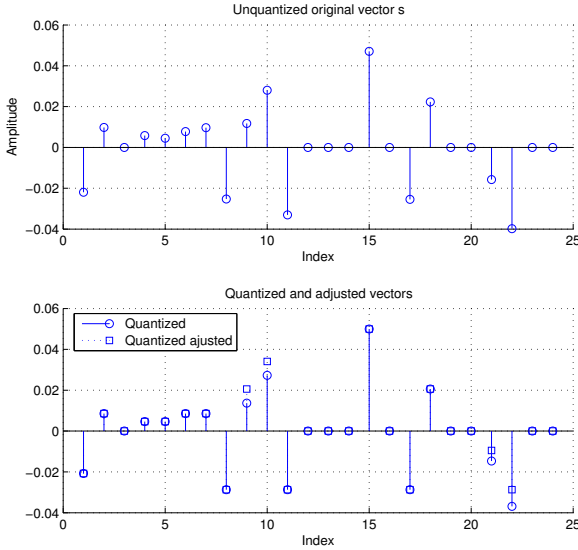 Unquantized original vector s
0.06
0.04
0.02
0
−0.02
−0.04
Amplitude
0 5 10 15 20 25
Index
Quantized and adjusted vectors
Quantized
Quantized ajusted
0.06
0.04
0.02
0
−0.02
−0.04
0 5 10 15 20 25
Index